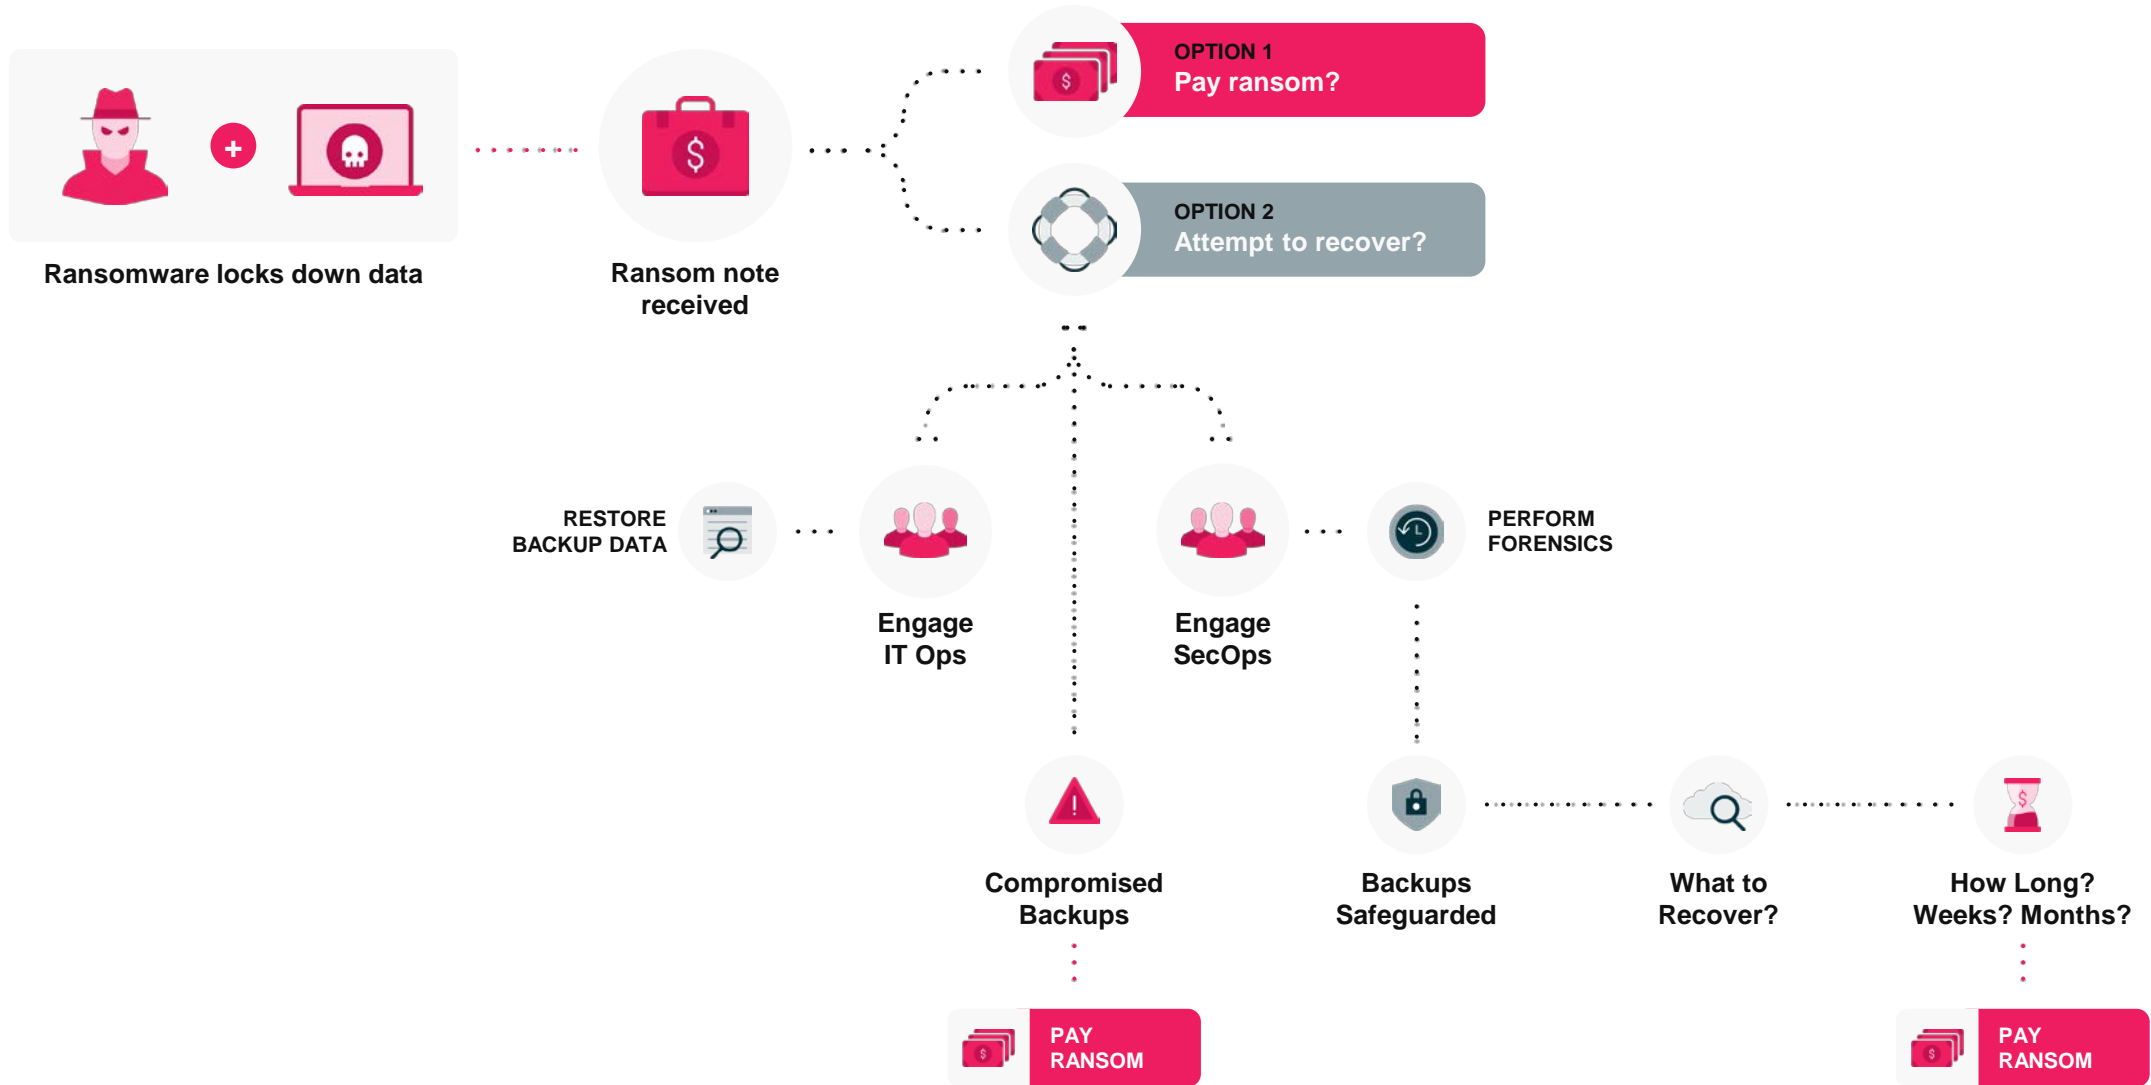 OPTION 1
Pay ransom?
+
$
$
OPTION 2
Attempt to recover?
Ransomware locks down data
Ransom note
received
RESTORE
BACKUP DATA
PERFORM
FORENSICS
Engage
IT Ops
Engage
SecOps
!
$
Compromised
Backups
Backups
Safeguarded
What to
Recover?
How Long?
Weeks? Months?
$
PAY
RANSOM
$
PAY
RANSOM